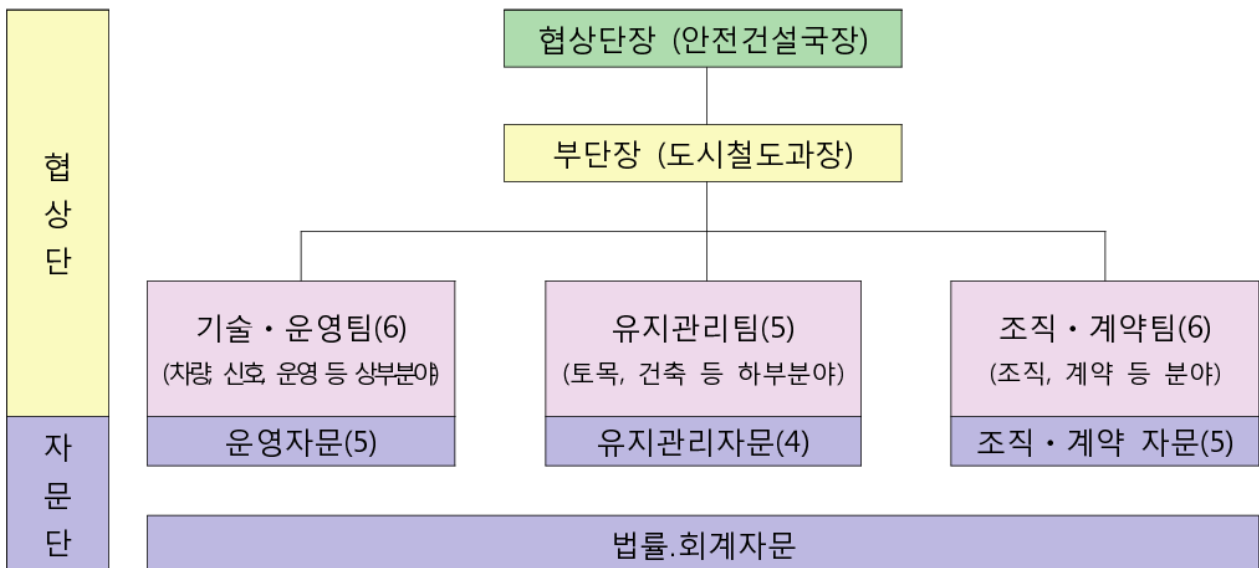 협상단
협상단장 (안전건설국장)
부단장 (도시철도과장)
기술・운영팀(6)
(차량, 신호, 운영 등 상부분야)
유지관리팀(5)
(토목, 건축 등 하부분야)
조직・계약팀(6)
(조직, 계약 등 분야)
자문단
운영자문(5)
유지관리자문(4)
조직・계약 자문(5)
법률.회계자문